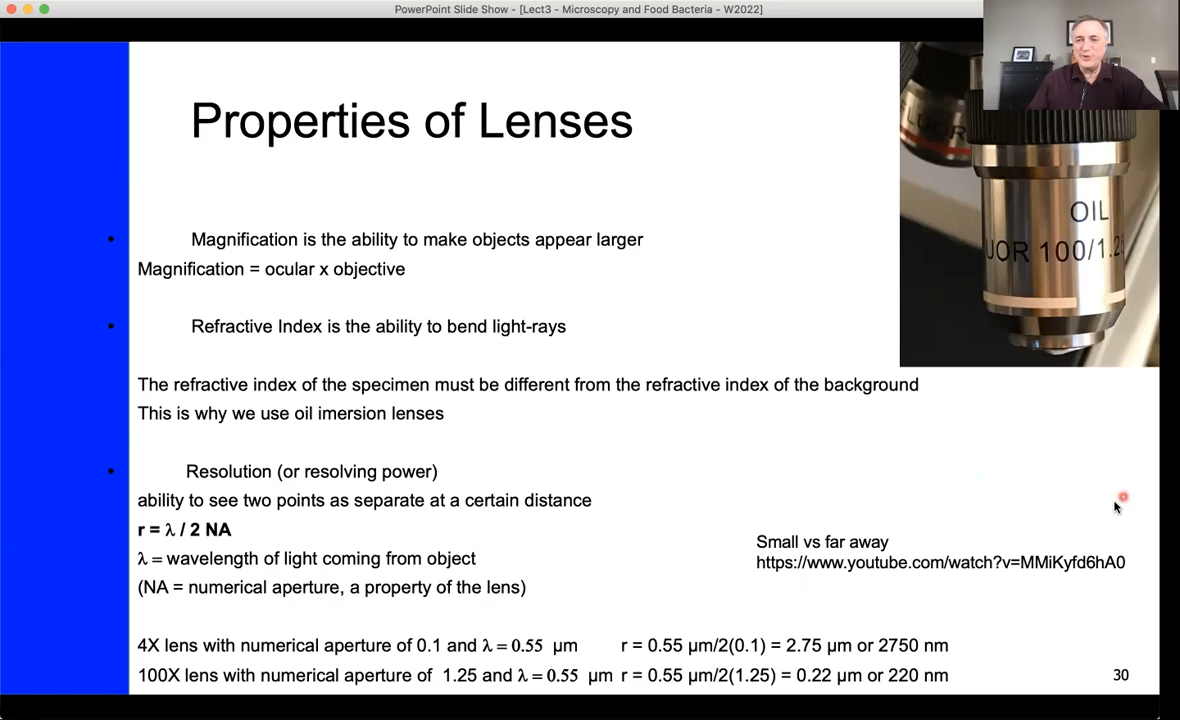 PowerPoint Slide Show - [Lect3 - Microscopy and Food Bacteria - W2022]
Properties of Lenses
LUOR
OIL
UOR 100/1.2
• Magnification is the ability to make objects appear larger
Magnification = ocular x objective
• Refractive Index is the ability to bend light-rays
The refractive index of the specimen must be different from the refractive index of the background
This is why we use oil imersion lenses
• Resolution (or resolving power)
ability to see two points as separate at a certain distance
r = λ / 2 NA
λ = wavelength of light coming from object
(NA = numerical aperture, a property of the lens)
Small vs far away
https://www.youtube.com/watch?v=MMiKyfd6hA0
4X lens with numerical aperture of 0.1 and λ = 0.55 μm r = 0.55 μm/2(0.1) = 2.75 μm or 2750 nm
100X lens with numerical aperture of 1.25 and λ = 0.55 μm r = 0.55 μm/2(1.25) = 0.22 μm or 220 nm
30